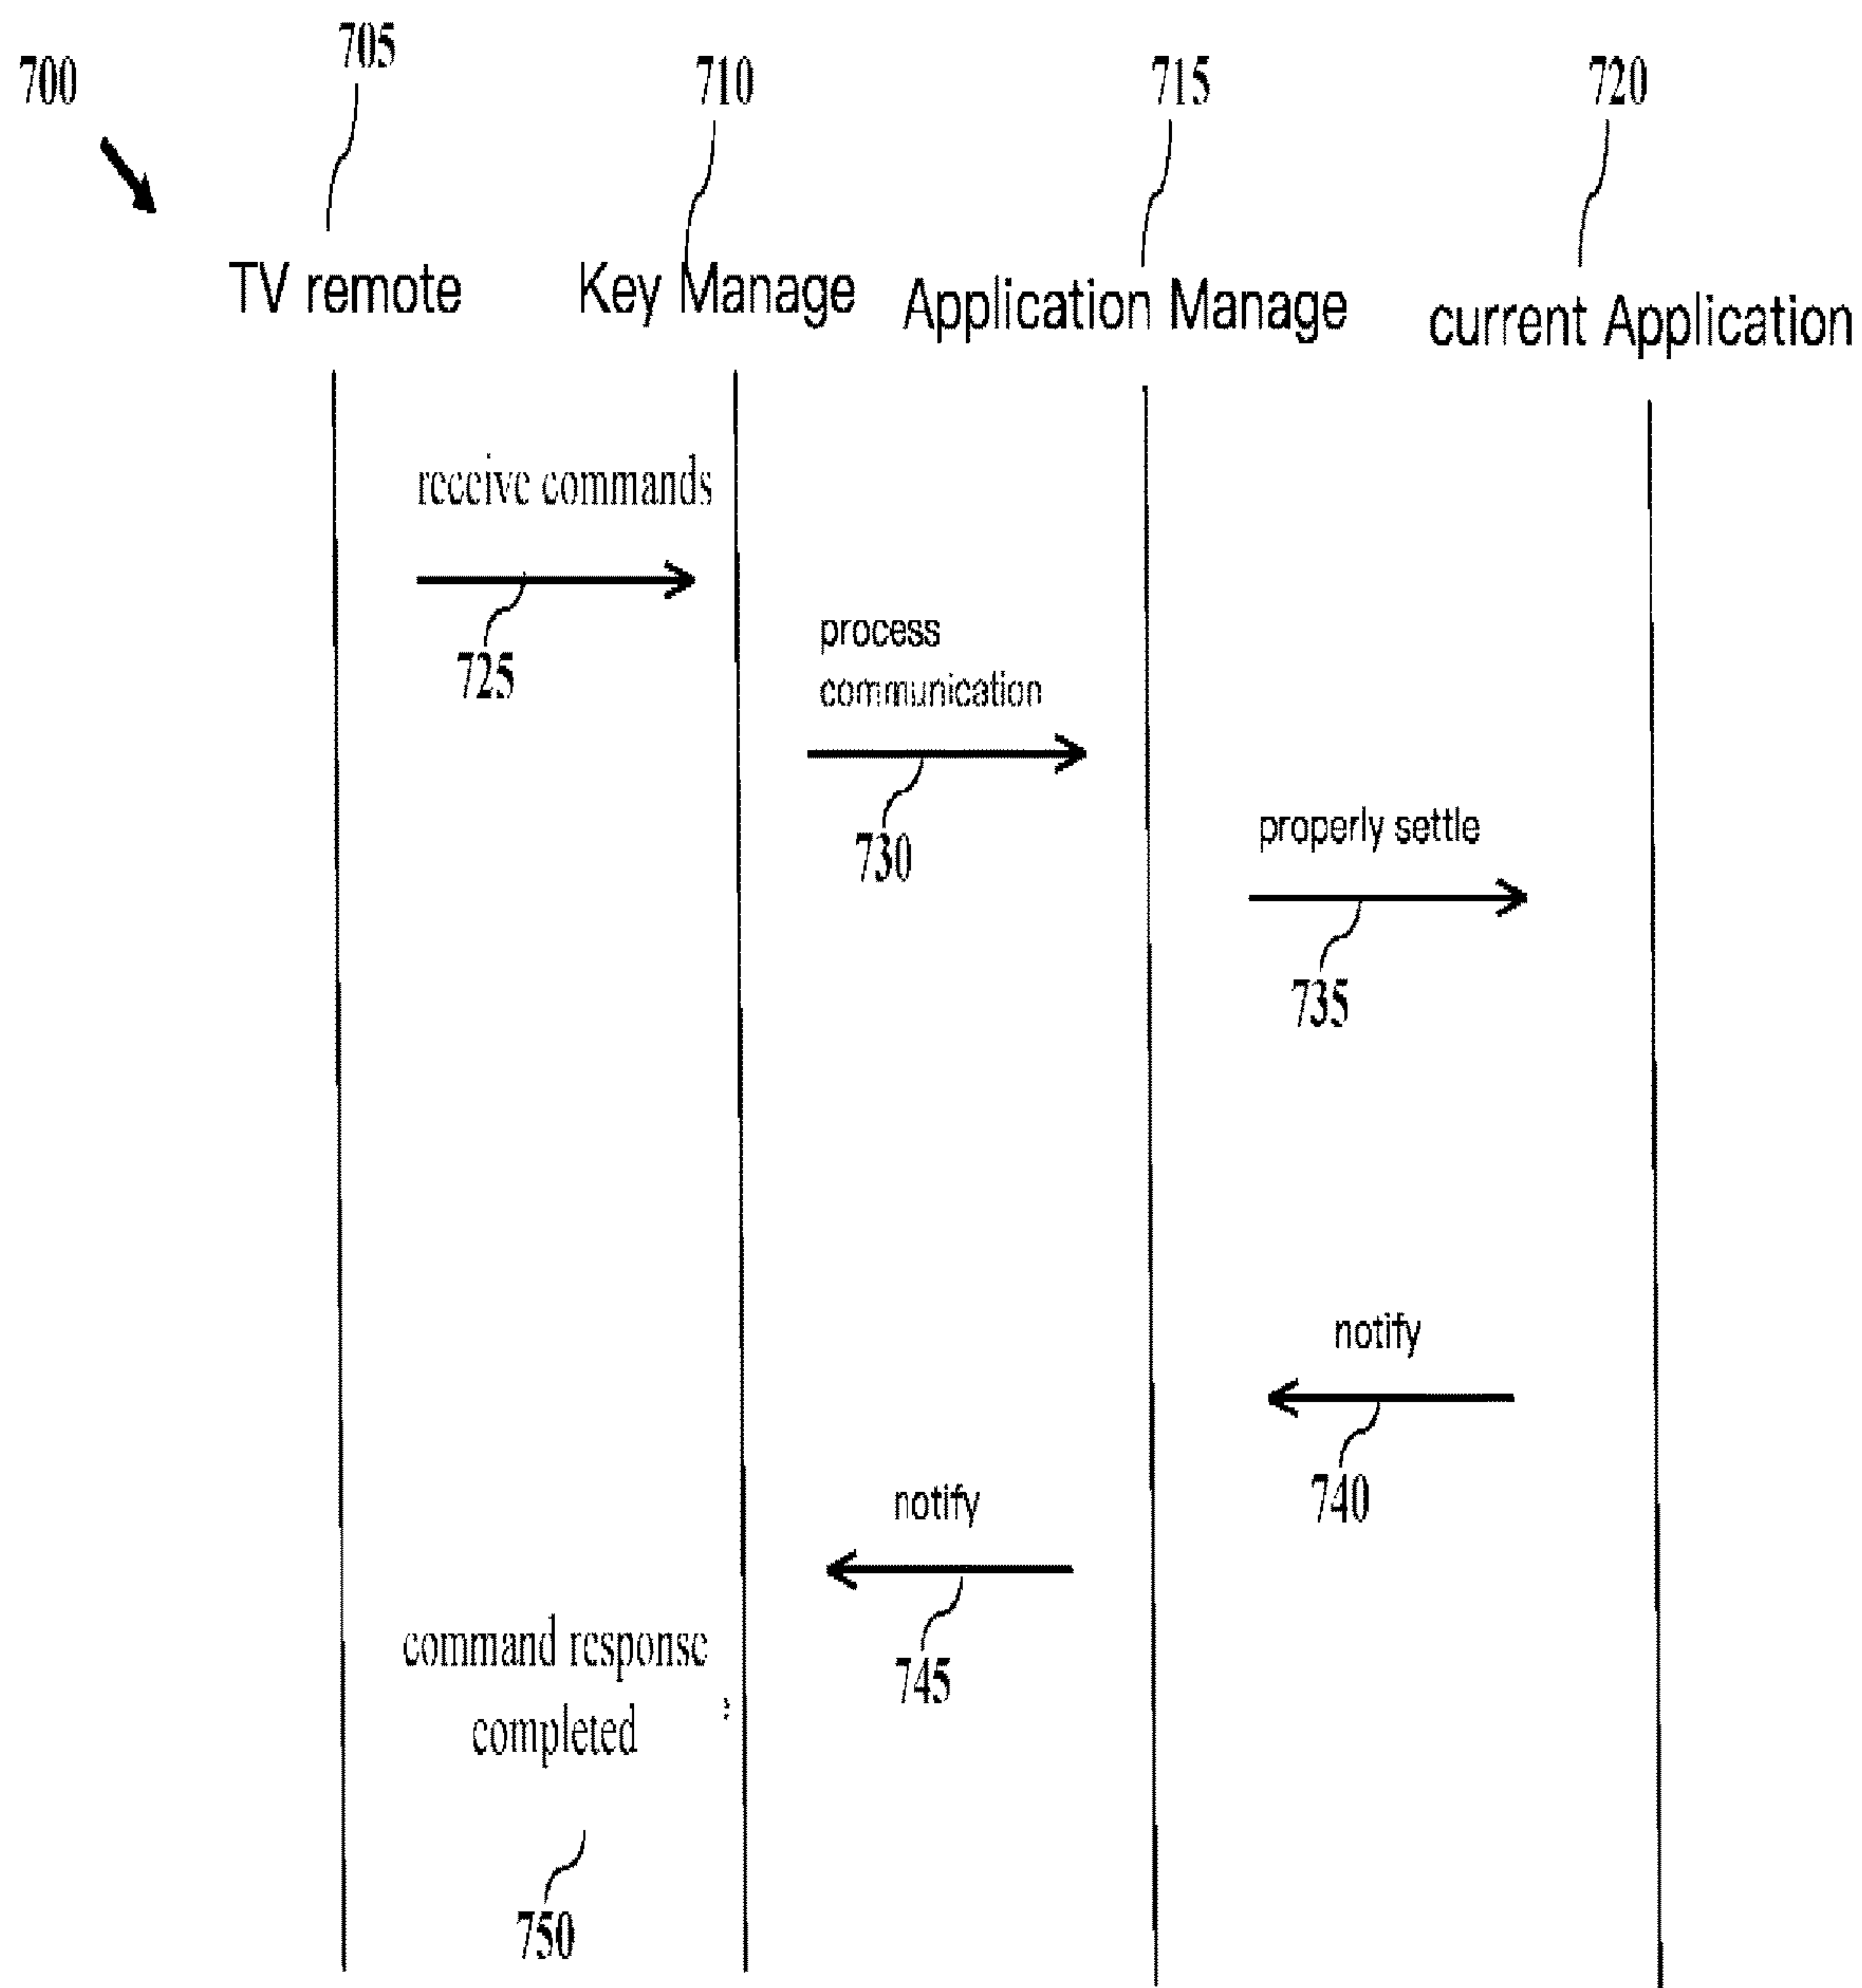 700
705
710
715
720
TV remote
Key Manage
Application Manage
current Application
receive commands
725
process
communication
730
properly settle
735
notify
740
notify
745
command response
completed
750